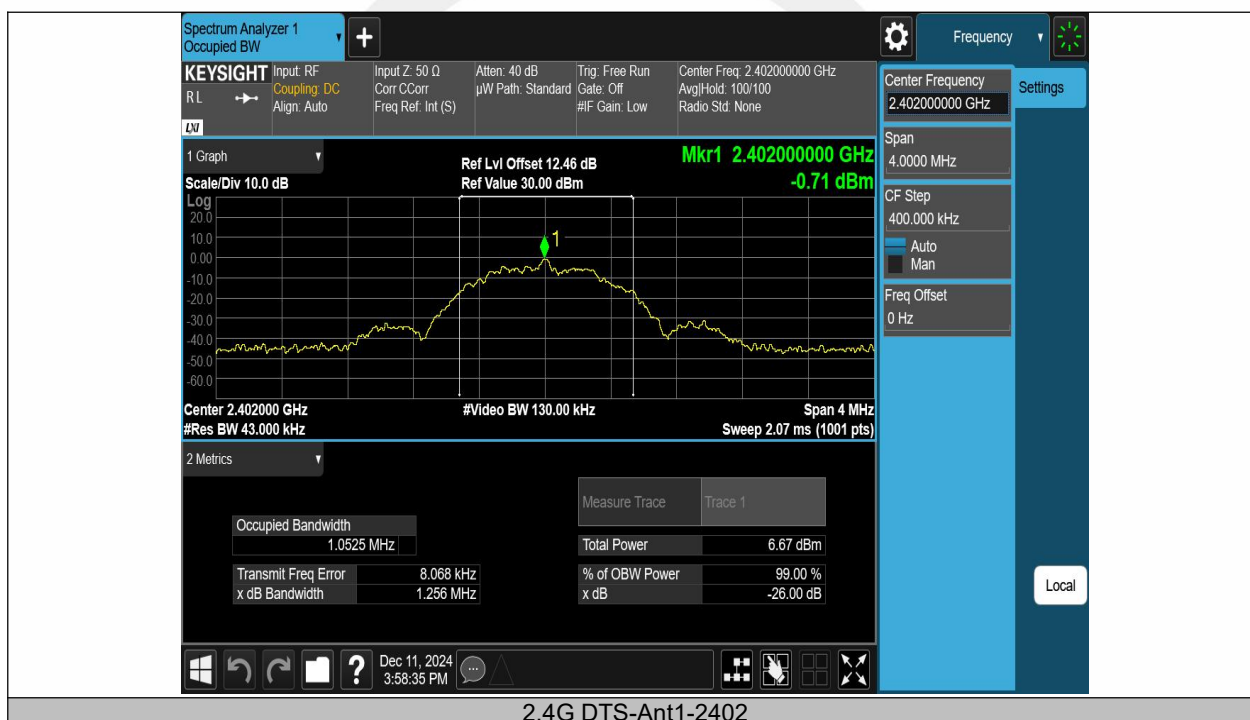 Spectrum Analyzer 1
Occupied BW
+
Frequency
KEYSIGHT
R L
LXI
Input: RF
Coupling: DC
Align: Auto
Input Z: 50 Ω
Corr CCorr
Freq Ref: Int (S)
Atten: 40 dB
µW Path: Standard
Trig: Free Run
Gate: Off
#IF Gain: Low
Center Freq: 2.402000000 GHz
Avg|Hold: 100/100
Radio Std: None
Center Frequency
2.402000000 GHz
Settings
Span
4.0000 MHz
CF Step
400.000 kHz
Auto
Man
Freq Offset
0 Hz
Local
1 Graph
Scale/Div 10.0 dB
Ref Lvl Offset 12.46 dB
Ref Value 30.00 dBm
Mkr1 2.402000000 GHz
-0.71 dBm
Log
20.0
10.0
0.00
-10.0
-20.0
-30.0
-40.0
-50.0
-60.0
1
Center 2.402000 GHz
#Res BW 43.000 kHz
#Video BW 130.00 kHz
Span 4 MHz
Sweep 2.07 ms (1001 pts)
2 Metrics
Measure Trace Trace 1
Occupied Bandwidth
1.0525 MHz
Total Power 6.67 dBm
Transmit Freq Error 8.068 kHz
% of OBW Power 99.00 %
x dB Bandwidth 1.256 MHz
x dB -26.00 dB
?
Dec 11, 2024
3:58:35 PM
2.4G DTS-Ant1-2402